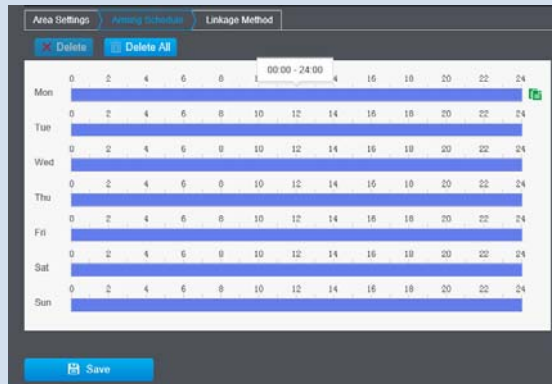 Area Settings Arming Schedule Linkage Method
Delete Delete All
00:00 - 24:00
0 2 4 6 8 10 12 14 16 18 20 22 24
Mon
0 2 4 6 8 10 12 14 16 18 20 22 24
Tue
0 2 4 6 8 10 12 14 16 18 20 22 24
Wed
0 2 4 6 8 10 12 14 16 18 20 22 24
Thu
0 2 4 6 8 10 12 14 16 18 20 22 24
Fri
0 2 4 6 8 10 12 14 16 18 20 22 24
Sat
0 2 4 6 8 10 12 14 16 18 20 22 24
Sun
Save